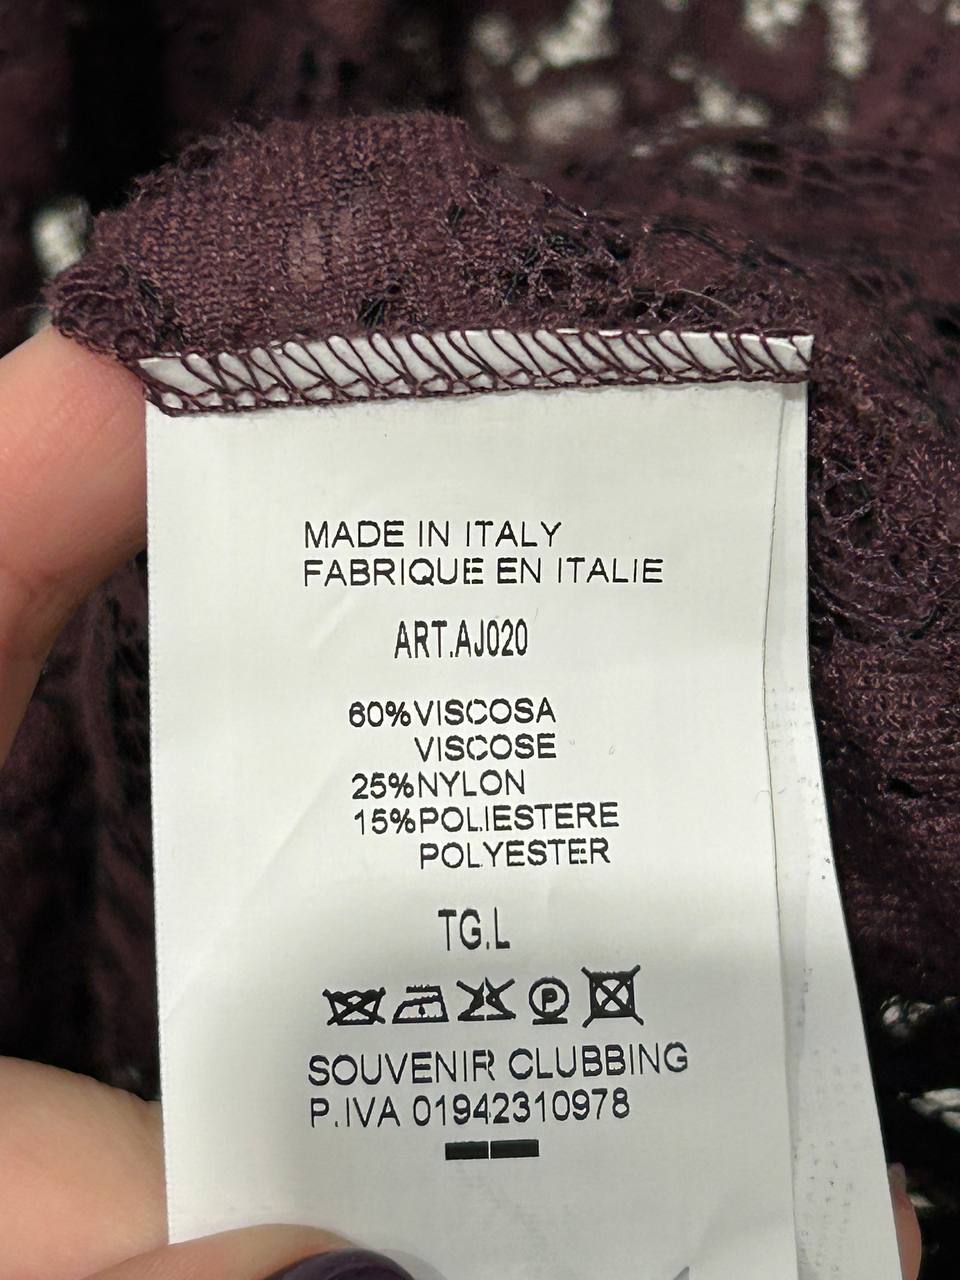 MADE IN ITALY
FABRIQUE EN ITALIE
ART.AJ020
60%VISCOSA
VISCOSE
25%NYLON
15%POLIESTERE
POLYESTER
TG.L
P
SOUVENIR CLUBBING
P.IVA 01942310978